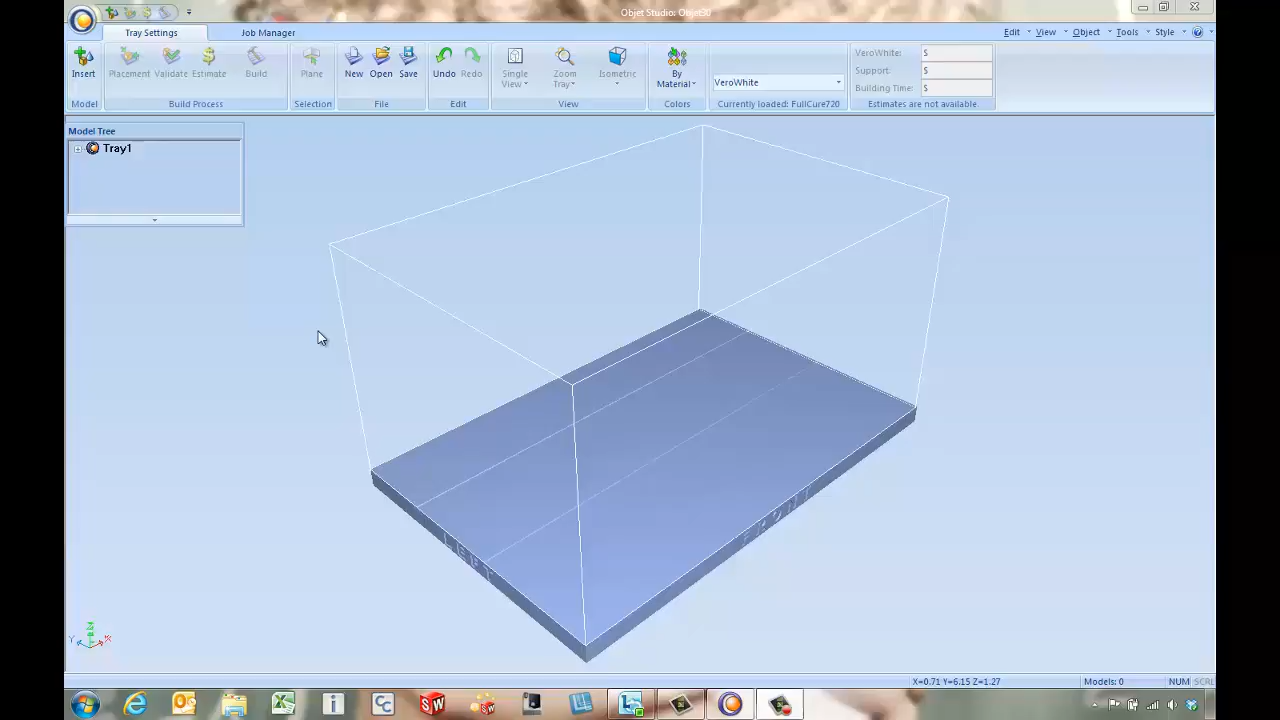 Objet Studio: Objet30
Tray Settings
Job Manager
Edit View Object Tools Style
Insert
Placement Validate Estimate Build
Plane
New Open Save
Undo Redo
Single View
Zoom Tray
Isometric
By Material
VeroWhite
VeroWhite: $
Support: $
Building Time: $
Model
Build Process
Selection
File
Edit
View
Colors
Currently loaded: FullCure720
Estimates are not available.
Model Tree
Tray1
LEFT
FRONT
Z
Y
X
X=0.71 Y=6.15 Z=1.27
Models: 0
NUM
SCRL